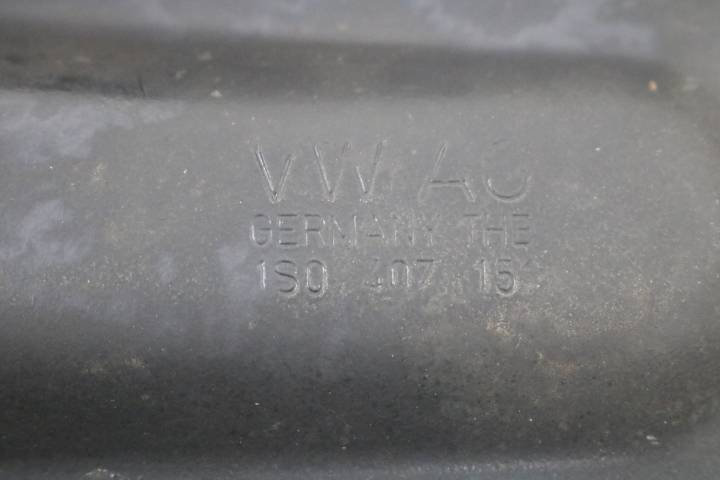 VW AG
GERMANY THE
1S0 407 15